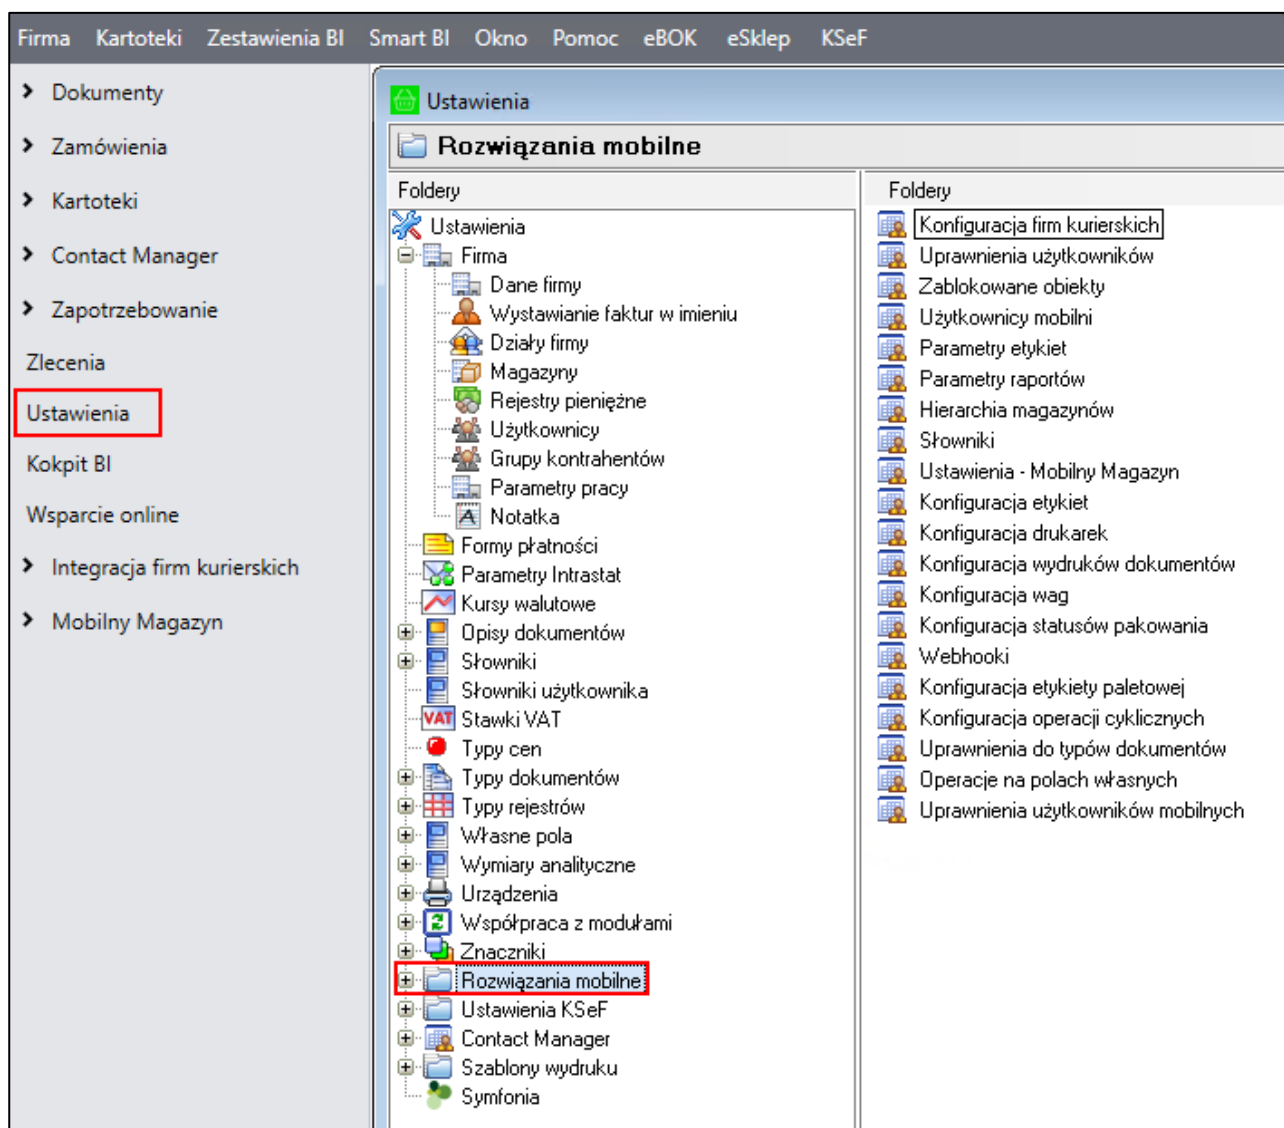 Firma Kartoteki Zestawienia BI Smart BI Okno Pomoc eBOK eSklep KSeF
Dokumenty
Zamówienia
Kartoteki
Contact Manager
Zapotrzebowanie
Zlecenia
Ustawienia
Kokpit BI
Wsparcie online
Integracja firm kurierskich
Mobilny Magazyn
Ustawienia
Rozwiązania mobilne
Foldery
Ustawienia
Firma
Dane firmy
Wystawianie faktur w imieniu
Działy firmy
Magazyny
Rejestry pieniężne
Użytkownicy
Grupy kontrahentów
Parametry pracy
Notatka
Formy płatności
Parametry Intrastat
Kursy walutowe
Opisy dokumentów
Słowniki
Słowniki użytkownika
VAT Stawki VAT
Typy cen
Typy dokumentów
Typy rejestrów
Własne pola
Wymiary analityczne
Urządzenia
Współpraca z modułami
Znaczniki
Rozwiązania mobilne
Ustawienia KSeF
Contact Manager
Szablony wydruku
Symfonia
Foldery
Konfiguracja firm kurierskich
Uprawnienia użytkowników
Zablokowane obiekty
Użytkownicy mobilni
Parametry etykiet
Parametry raportów
Hierarchia magazynów
Słowniki
Ustawienia - Mobilny Magazyn
Konfiguracja etykiet
Konfiguracja drukarek
Konfiguracja wydruków dokumentów
Konfiguracja wag
Konfiguracja statusów pakowania
Webhooki
Konfiguracja etykiety paletowej
Konfiguracja operacji cyklicznych
Uprawnienia do typów dokumentów
Operacje na polach własnych
Uprawnienia użytkowników mobilnych